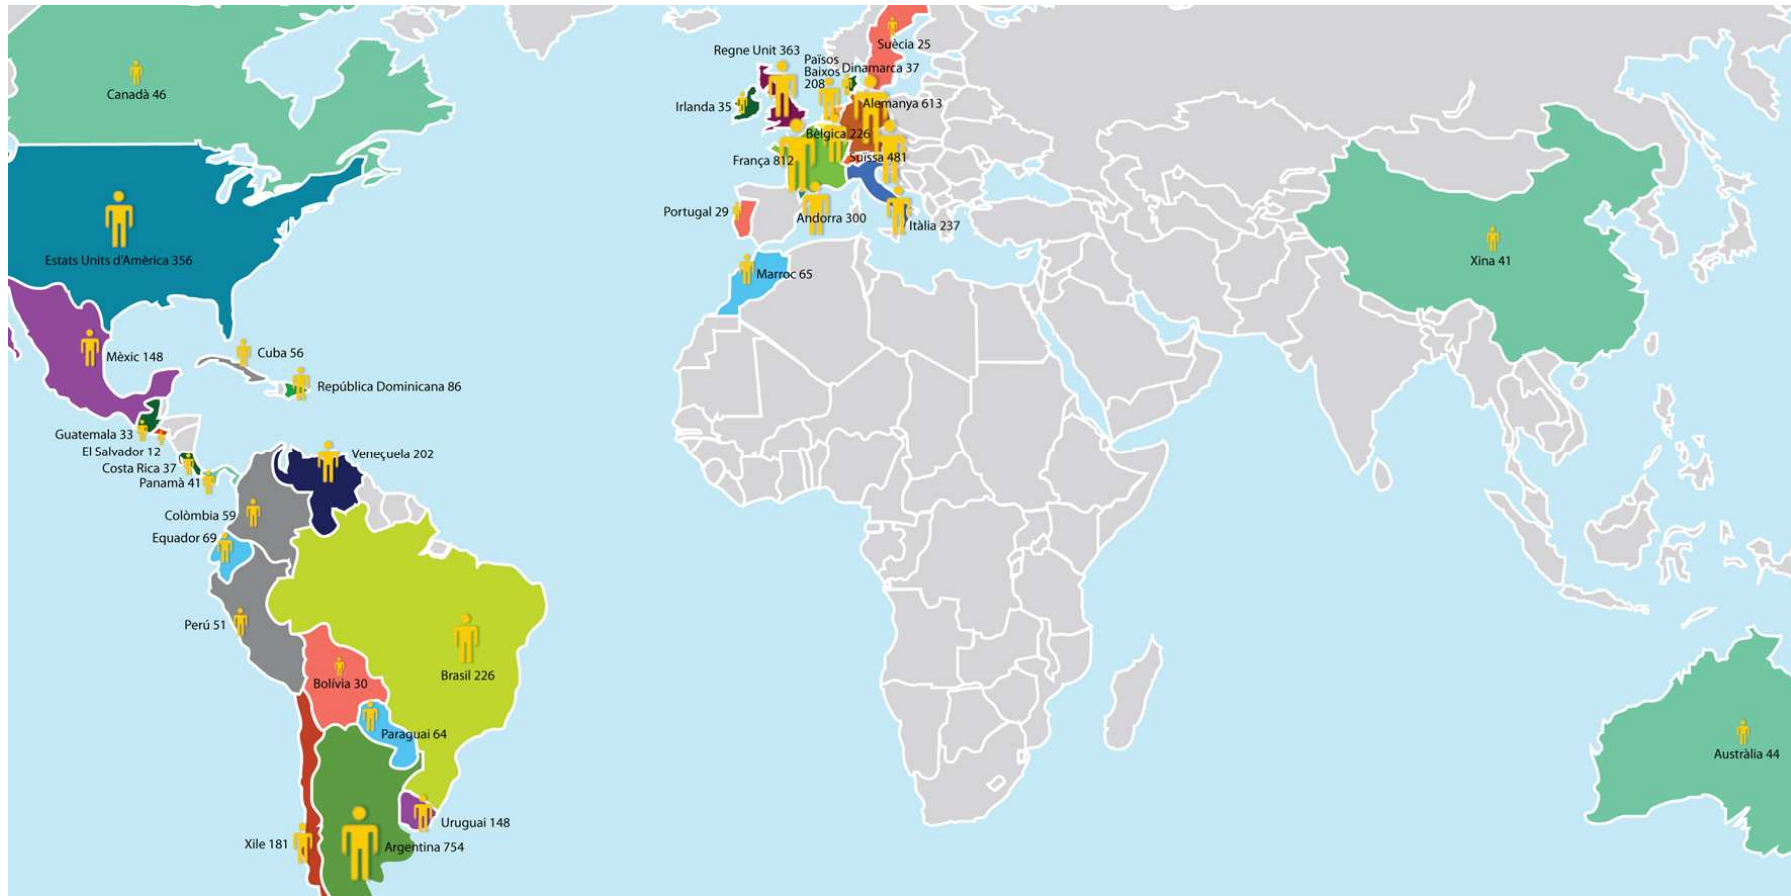 Suècia 25
Regne Unit 363
Països
Baixos
208
Dinamarca 37
Canadà 46
Irlanda 35
Alemanya 613
Bèlgica 226
França 812
Suïssa 481
Portugal 29
Andorra 300
Itàlia 237
Estats Units d'Amèrica 356
Marroc 65
Xina 41
Mèxic 148
Cuba 56
República Dominicana 86
Guatemala 33
El Salvador 12
Costa Rica 37
Panamà 41
Veneçuela 202
Colòmbia 59
Equador 69
Perú 51
Brasil 226
Bolívia 30
Paraguai 64
Austràlia 44
Uruguai 148
Xile 181
Argentina 754